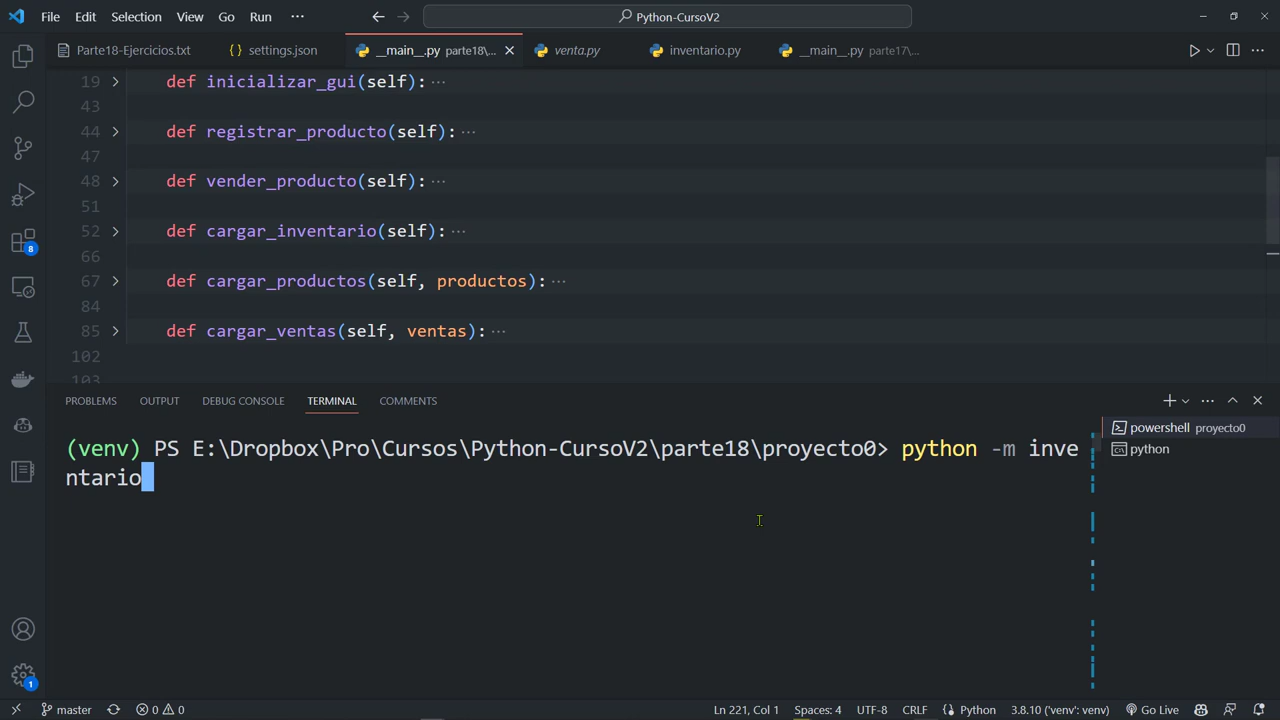 File Edit Selection View Go Run ··· Python-CursoV2
Parte18-Ejercicios.txt {} settings.json __main__.py parte18\... venta.py inventario.py __main__.py parte17\...
19 def inicializar_gui(self):···
43
44 def registrar_producto(self):···
47
48 def vender_producto(self):···
51
52 def cargar_inventario(self):···
66
67 def cargar_productos(self, productos):···
84
85 def cargar_ventas(self, ventas):···
102
103
PROBLEMS OUTPUT DEBUG CONSOLE TERMINAL COMMENTS
(venv) PS E:\Dropbox\Pro\Cursos\Python-CursoV2\parte18\proyecto0> python -m inve
ntario
powershell proyecto0
python
8
1
master 0 0 Ln 221, Col 1 Spaces: 4 UTF-8 CRLF Python 3.8.10 ('venv': venv) Go Live